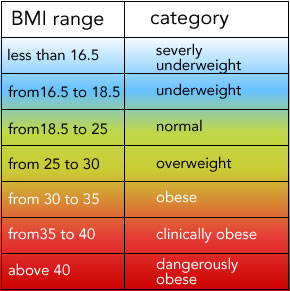 BMI range category
less than 16.5 severly
underweight
from16.5 to 18.5 underweight
from18.5 to 25 normal
from 25 to 30 overweight
from 30 to 35 obese
from35 to 40 clinically obese
above 40 dangerously
obese